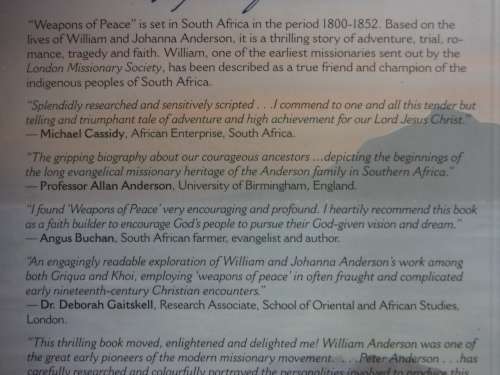 "Weapons of Peace" is set in South Africa in the period 1800-1852. Based on the
lives of William and Johanna Anderson, it is a thrilling story of adventure, trial, ro-
mance, tragedy and faith. William, one of the earliest missionaries sent out by the
London Missionary Society, has been described as a true friend and champion of the
indigenous peoples of South Africa.
"Splendidly researched and sensitively scripted . . .I commend to one and all this tender but
telling and triumphant tale of adventure and high achievement for our Lord Jesus Christ."
— Michael Cassidy, African Enterprise, South Africa.
"The gripping biography about our courageous ancestors ...depicting the beginnings of
the long evangelical missionary heritage of the Anderson family in Southern Africa."
— Professor Allan Anderson, University of Birmingham, England.
"I found 'Weapons of Peace' very encouraging and profound. I heartily recommend this book
as a faith builder to encourage God's people to pursue their God-given vision and dream."
— Angus Buchan, South African farmer, evangelist and author.
"An engagingly readable exploration of William and Johanna Anderson's work among
both Griqua and Khoi, employing 'weapons of peace' in often fraught and complicated
early nineteenth-century Christian encounters."
— Dr. Deborah Gaitskell, Research Associate, School of Oriental and African Studies,
London.
"This thrilling book moved, enlightened and delighted me! William Anderson was one of
the great early pioneers of the modern missionary movement. . . .Peter Anderson . . .has
carefully researched and colourfully portrayed the personalities involved to produce this